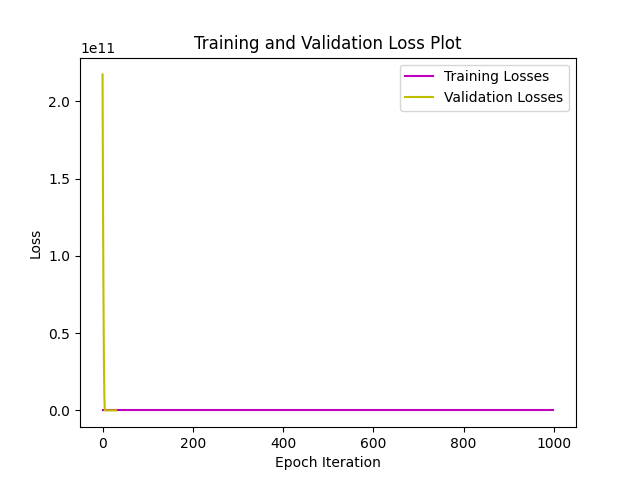 Training and Validation Loss Plot
1e11
Training Losses
Validation Losses
2.0
1.5
1.0
0.5
0.0
Loss
0 200 400 600 800 1000
Epoch Iteration